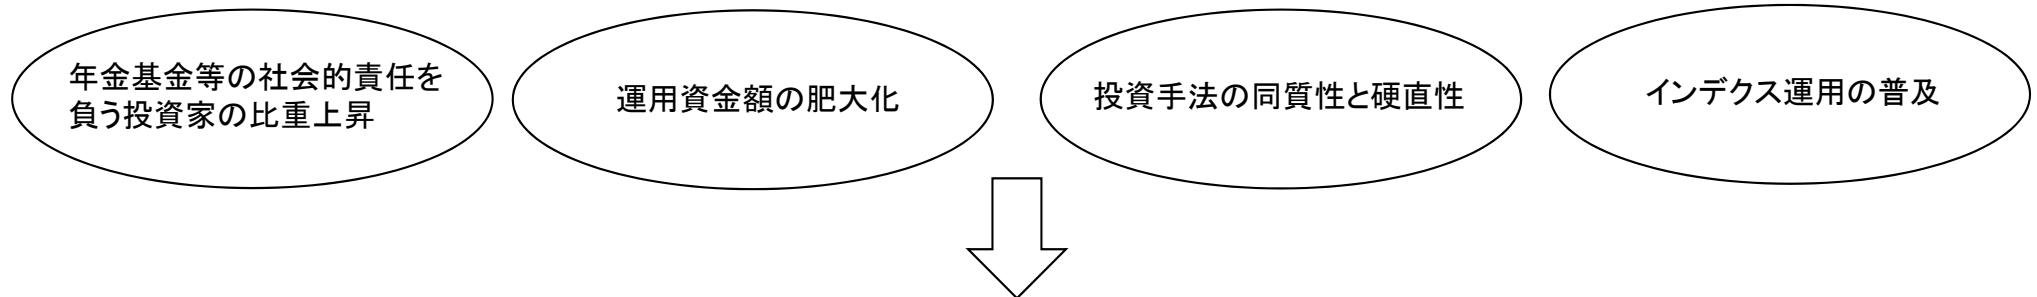 年金基金等の社会的責任を
負う投資家の比重上昇
運用資金額の肥大化
投資手法の同質性と硬直性
インデクス運用の普及